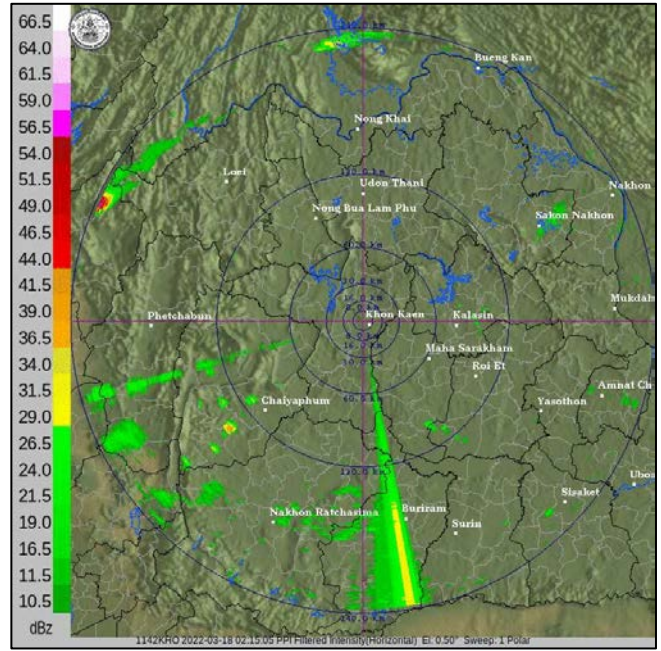 66.5
64.0
61.5
59.0
56.5
54.0
51.5
49.0
46.5
44.0
41.5
39.0
36.5
34.0
31.5
29.0
26.5
24.0
21.5
19.0
16.5
11.5
10.5
dBz
Bueng Kan
Nong Khai
Loei
Udon Thani
Nong Bua Lam Phu
Nakhon
Sakon Nakhon
Mukdah
Phetchabun
Khon Kaen
Kalasin
Maha Sarakham
Roi Et
Amnat Ch
Chaiyaphum
Yasothon
Ubo
Sisaket
Nakhon Ratchasima
Buriram
Surin
1142KHO 2022-03-18 02:15:05 PPI Filtered Intensity(Horizontal) El: 0.50° Sweep: 1 Polar